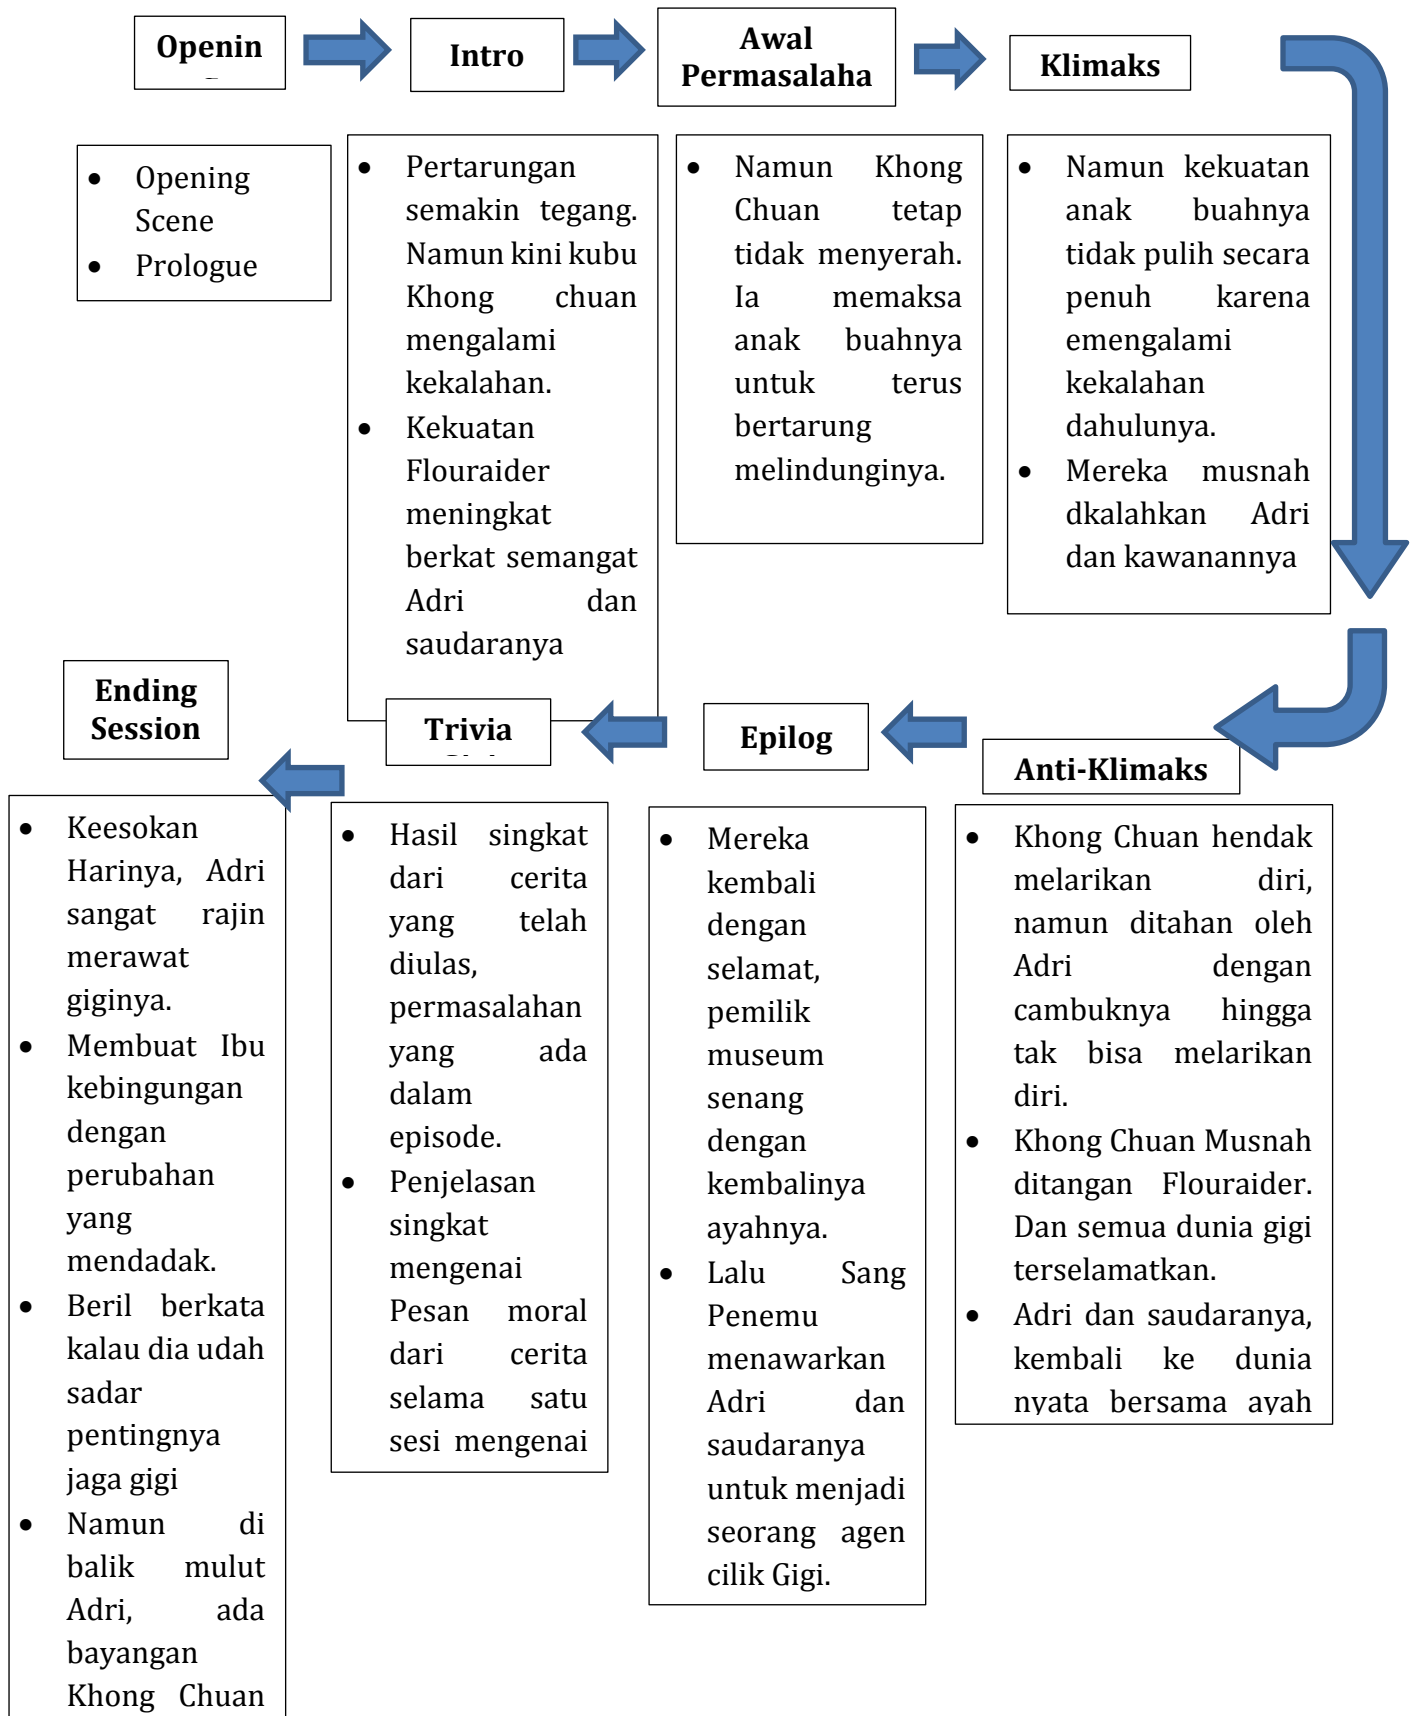 Openin
Intro
Awal
Permasalaha
Klimaks
• Opening
Scene
• Prologue
• Pertarungan
semakin tegang.
Namun kini kubu
Khong chuan
mengalami
kekalahan.
• Kekuatan
Flouraider
meningkat
berkat semangat
Adri dan
saudaranya
• Namun Khong
Chuan tetap
tidak menyerah.
Ia memaksa
anak buahnya
untuk terus
bertarung
melindunginya.
• Namun kekuatan
anak buahnya
tidak pulih secara
penuh karena
emengalami
kekalahan
dahulunya.
• Mereka musnah
dkalahkan Adri
dan kawanannya
Anti-Klimaks
• Khong Chuan hendak
melarikan diri,
namun ditahan oleh
Adri dengan
cambuknya hingga
tak bisa melarikan
diri.
• Khong Chuan Musnah
ditangan Flouraider.
Dan semua dunia gigi
terselamatkan.
• Adri dan saudaranya,
kembali ke dunia
nyata bersama ayah
Epilog
• Mereka
kembali
dengan
selamat,
pemilik
museum
senang
dengan
kembalinya
ayahnya.
• Lalu Sang
Penemu
menawarkan
Adri dan
saudaranya
untuk menjadi
seorang agen
cilik Gigi.
Trivia
• Hasil singkat
dari cerita
yang telah
diulas,
permasalahan
yang ada
dalam
episode.
• Penjelasan
singkat
mengenai
Pesan moral
dari cerita
selama satu
sesi mengenai
Ending
Session
• Keesokan
Harinya, Adri
sangat rajin
merawat
giginya.
• Membuat Ibu
kebingungan
dengan
perubahan
yang
mendadak.
• Beril berkata
kalau dia udah
sadar
pentingnya
jaga gigi
• Namun di
balik mulut
Adri, ada
bayangan
Khong Chuan